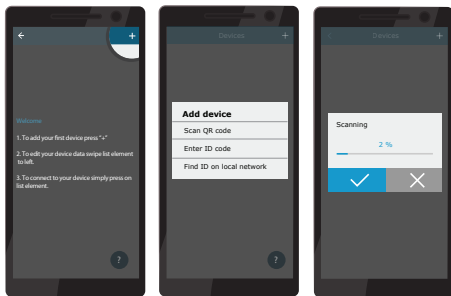 +
Welcome
1. To add your first device press "+"
2. To edit your device data swipe list element
to left.
3. To connect to your device simply press on
list element.
?
Devices
+
Add device
Scan QR code
Enter ID code
Find ID on local network
?
Devices
+
Scanning
2 %